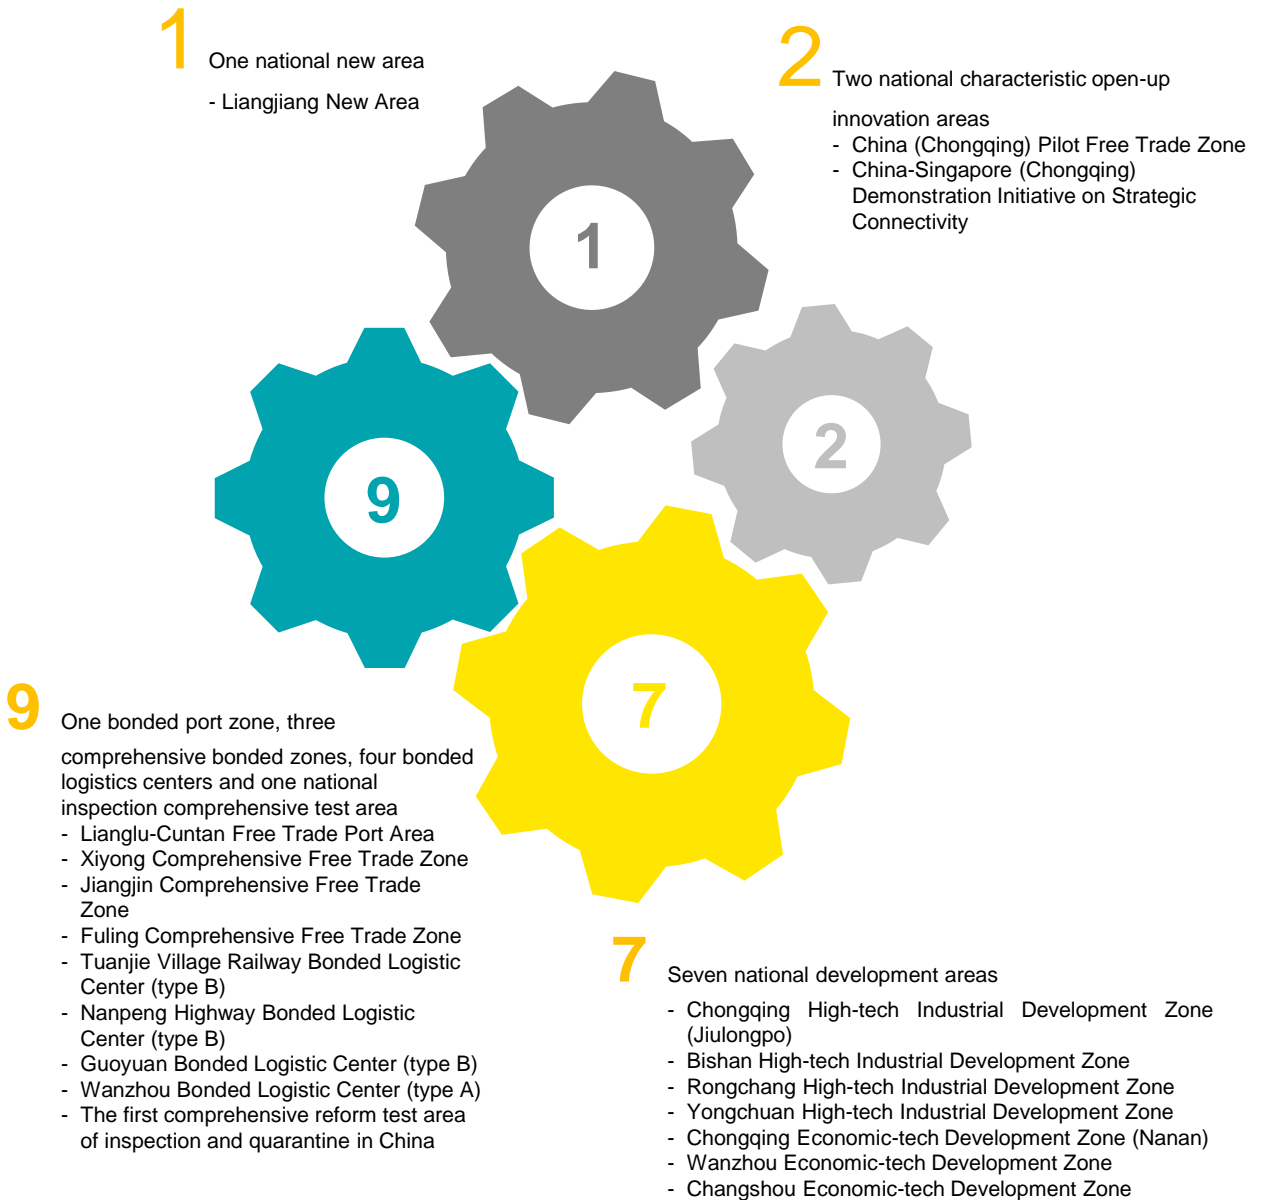 1
One national new area
- Liangjiang New Area
2
Two national characteristic open-up
innovation areas
- China (Chongqing) Pilot Free Trade Zone
- China-Singapore (Chongqing)
Demonstration Initiative on Strategic
Connectivity
1
2
9
7
9
One bonded port zone, three
comprehensive bonded zones, four bonded
logistics centers and one national
inspection comprehensive test area
- Lianglu-Cuntan Free Trade Port Area
- Xiyong Comprehensive Free Trade Zone
- Jiangjin Comprehensive Free Trade
Zone
- Fuling Comprehensive Free Trade Zone
- Tuanjie Village Railway Bonded Logistic
Center (type B)
- Nanpeng Highway Bonded Logistic
Center (type B)
- Guoyuan Bonded Logistic Center (type B)
- Wanzhou Bonded Logistic Center (type A)
- The first comprehensive reform test area
of inspection and quarantine in China
7
Seven national development areas
- Chongqing High-tech Industrial Development Zone
(Jiulongpo)
- Bishan High-tech Industrial Development Zone
- Rongchang High-tech Industrial Development Zone
- Yongchuan High-tech Industrial Development Zone
- Chongqing Economic-tech Development Zone (Nanan)
- Wanzhou Economic-tech Development Zone
- Changshou Economic-tech Development Zone